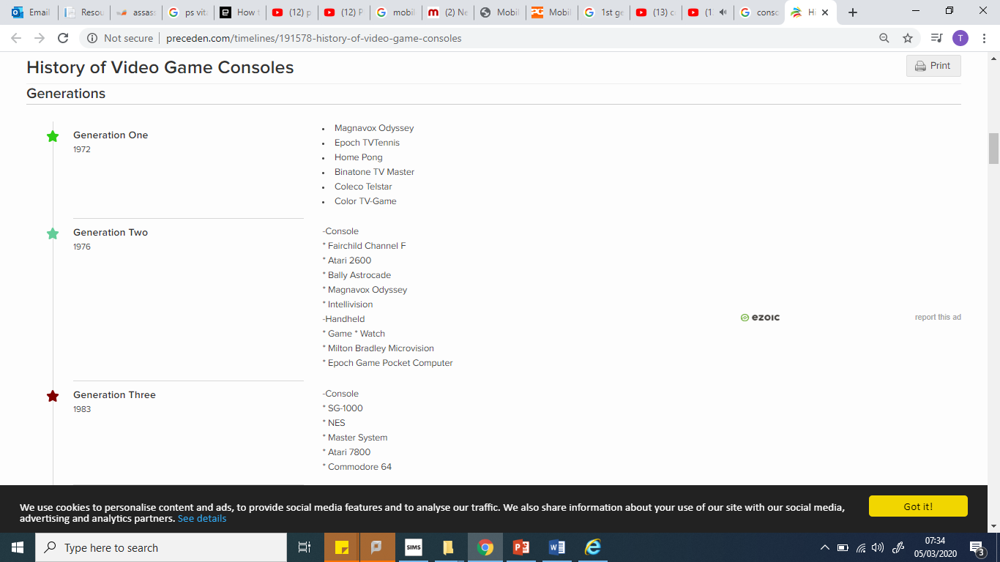 Email
Resou
assass
ps vita
How t
(12) p
(12) P
mobil
(2) Ne
Mobil
Mobil
1st ge
(13) c
(1
conso
Hi
Not secure
preceden.com/timelines/191578-history-of-video-game-consoles
T
History of Video Game Consoles
Print
Generations
Generation One
1972
• Magnavox Odyssey
• Epoch TVTennis
• Home Pong
• Binatone TV Master
• Coleco Telstar
• Color TV-Game
Generation Two
1976
-Console
* Fairchild Channel F
* Atari 2600
* Bally Astrocade
* Magnavox Odyssey
* Intellivision
-Handheld
* Game * Watch
* Milton Bradley Microvision
* Epoch Game Pocket Computer
ezoic
report this ad
Generation Three
1983
-Console
* SG-1000
* NES
* Master System
* Atari 7800
* Commodore 64
We use cookies to personalise content and ads, to provide social media features and to analyse our traffic. We also share information about your use of our site with our social media,
advertising and analytics partners. See details
Got it!
Type here to search
SIMS
07:34
05/03/2020
3